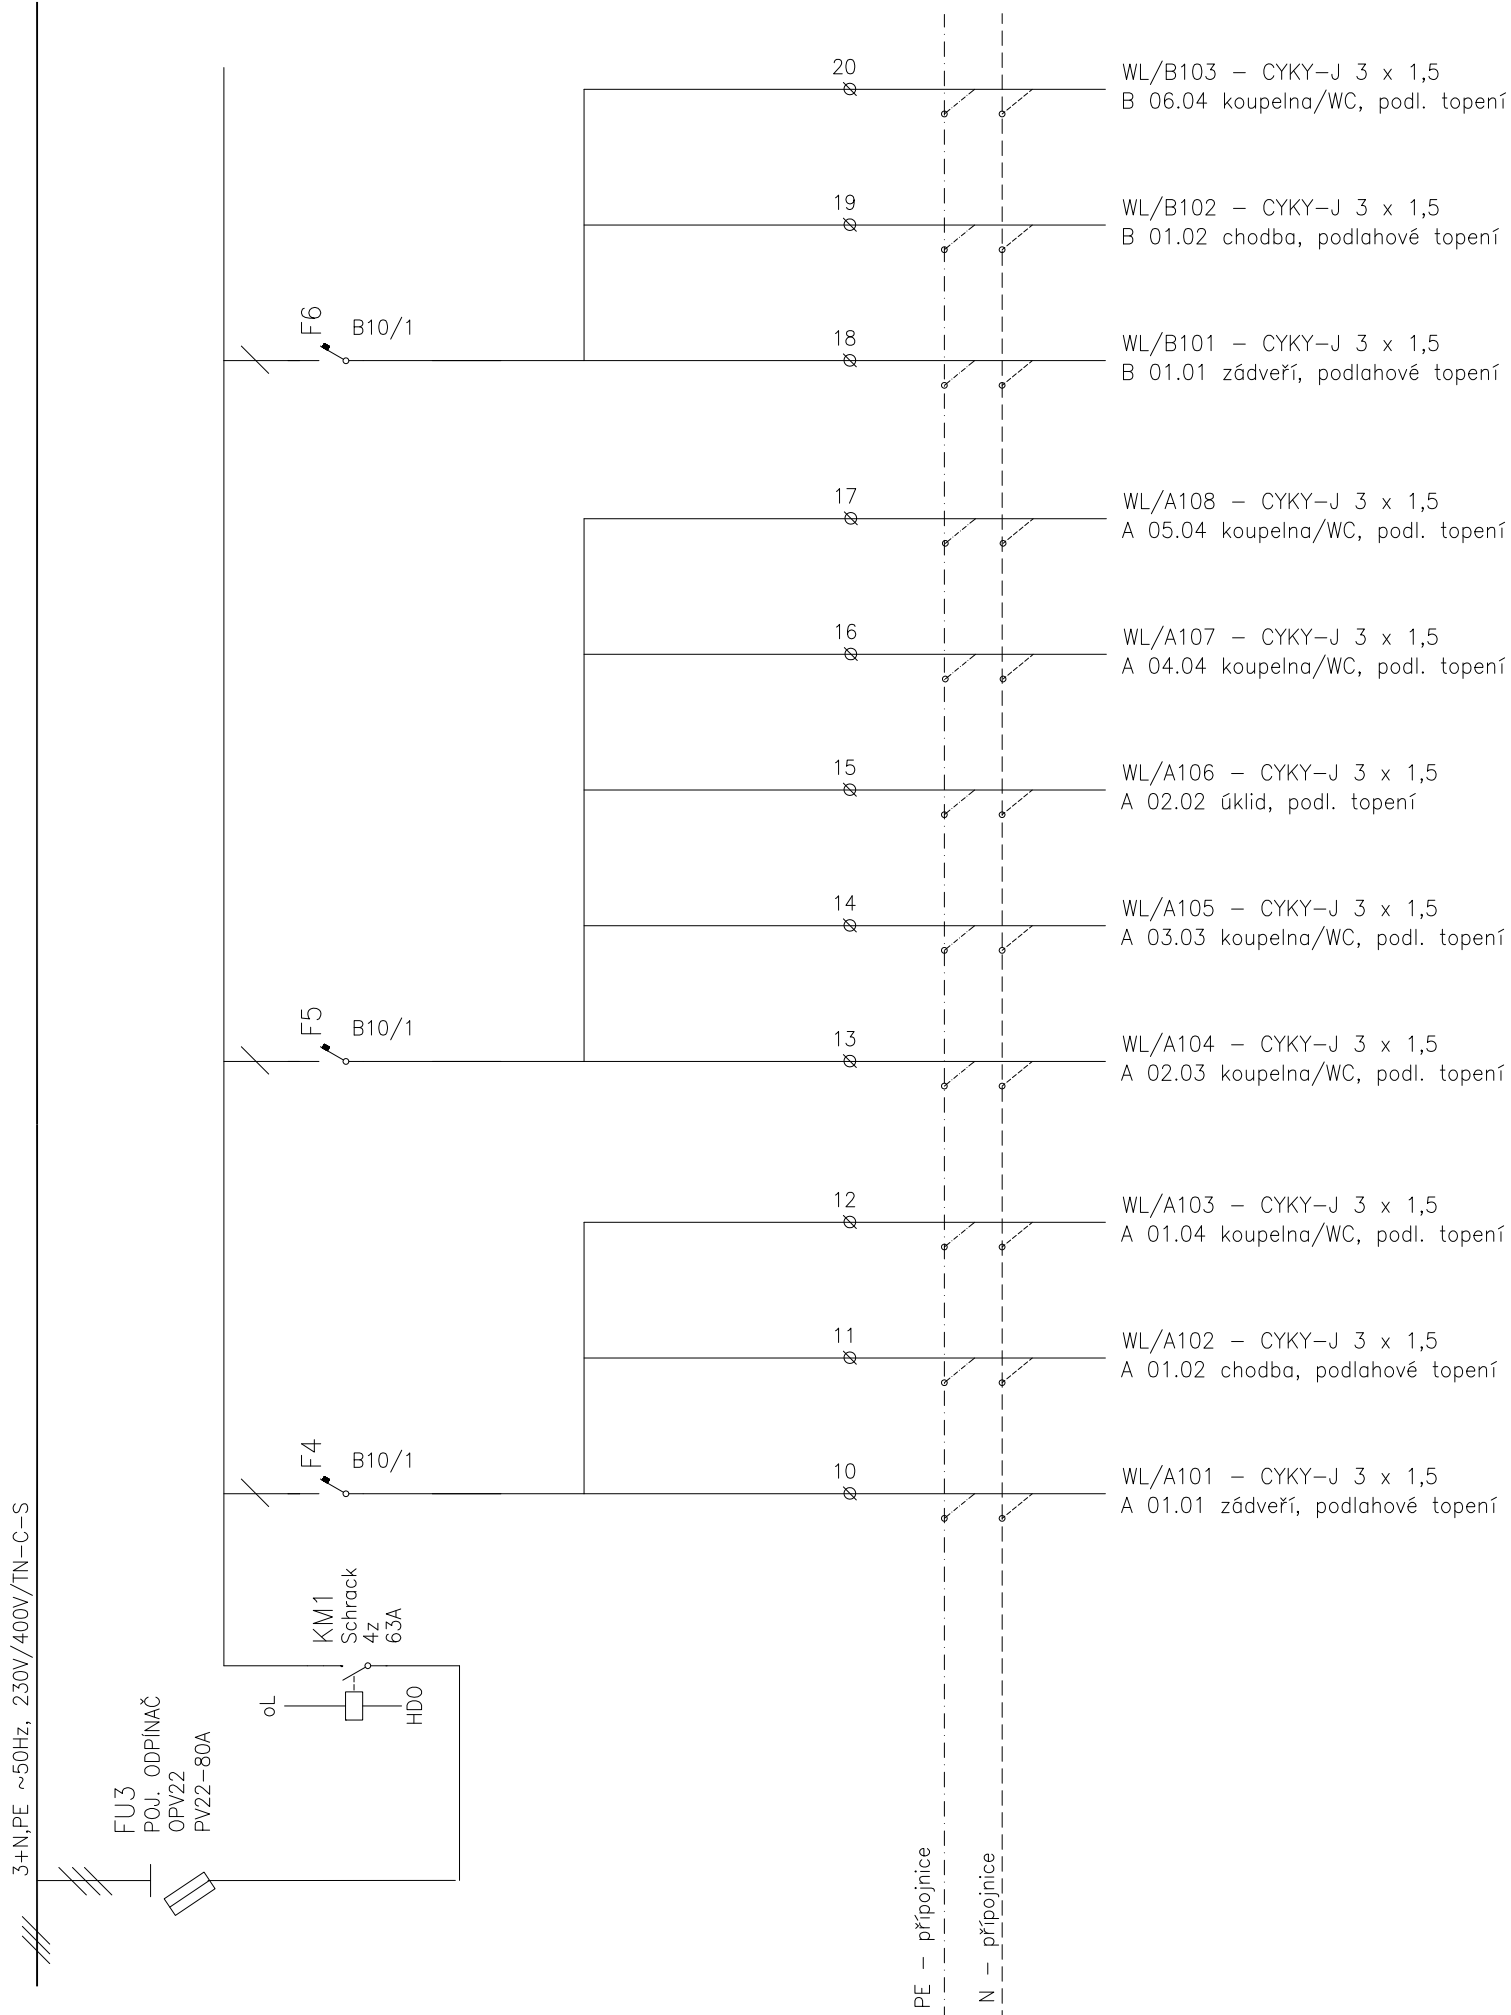 20
WL/B103 – CYKY–J 3 x 1,5
B 06.04 koupelna/WC, podl. topení
19
WL/B102 – CYKY–J 3 x 1,5
B 01.02 chodba, podlahové topení
F6
B10/1
18
WL/B101 – CYKY–J 3 x 1,5
B 01.01 zádveří, podlahové topení
17
WL/A108 – CYKY–J 3 x 1,5
A 05.04 koupelna/WC, podl. topení
16
WL/A107 – CYKY–J 3 x 1,5
A 04.04 koupelna/WC, podl. topení
15
WL/A106 – CYKY–J 3 x 1,5
A 02.02 úklid, podl. topení
14
WL/A105 – CYKY–J 3 x 1,5
A 03.03 koupelna/WC, podl. topení
F5
B10/1
13
WL/A104 – CYKY–J 3 x 1,5
A 02.03 koupelna/WC, podl. topení
12
WL/A103 – CYKY–J 3 x 1,5
A 01.04 koupelna/WC, podl. topení
11
WL/A102 – CYKY–J 3 x 1,5
A 01.02 chodba, podlahové topení
F4
B10/1
10
WL/A101 – CYKY–J 3 x 1,5
A 01.01 zádveří, podlahové topení
3+N,PE ~50Hz, 230V/400V/TN–C–S
KM1
Schrack
4z
63A
oL
HDO
FU3
POJ. ODPÍNAČ
OPV22
PV22–80A
PE – přípojnice
N – přípojnice